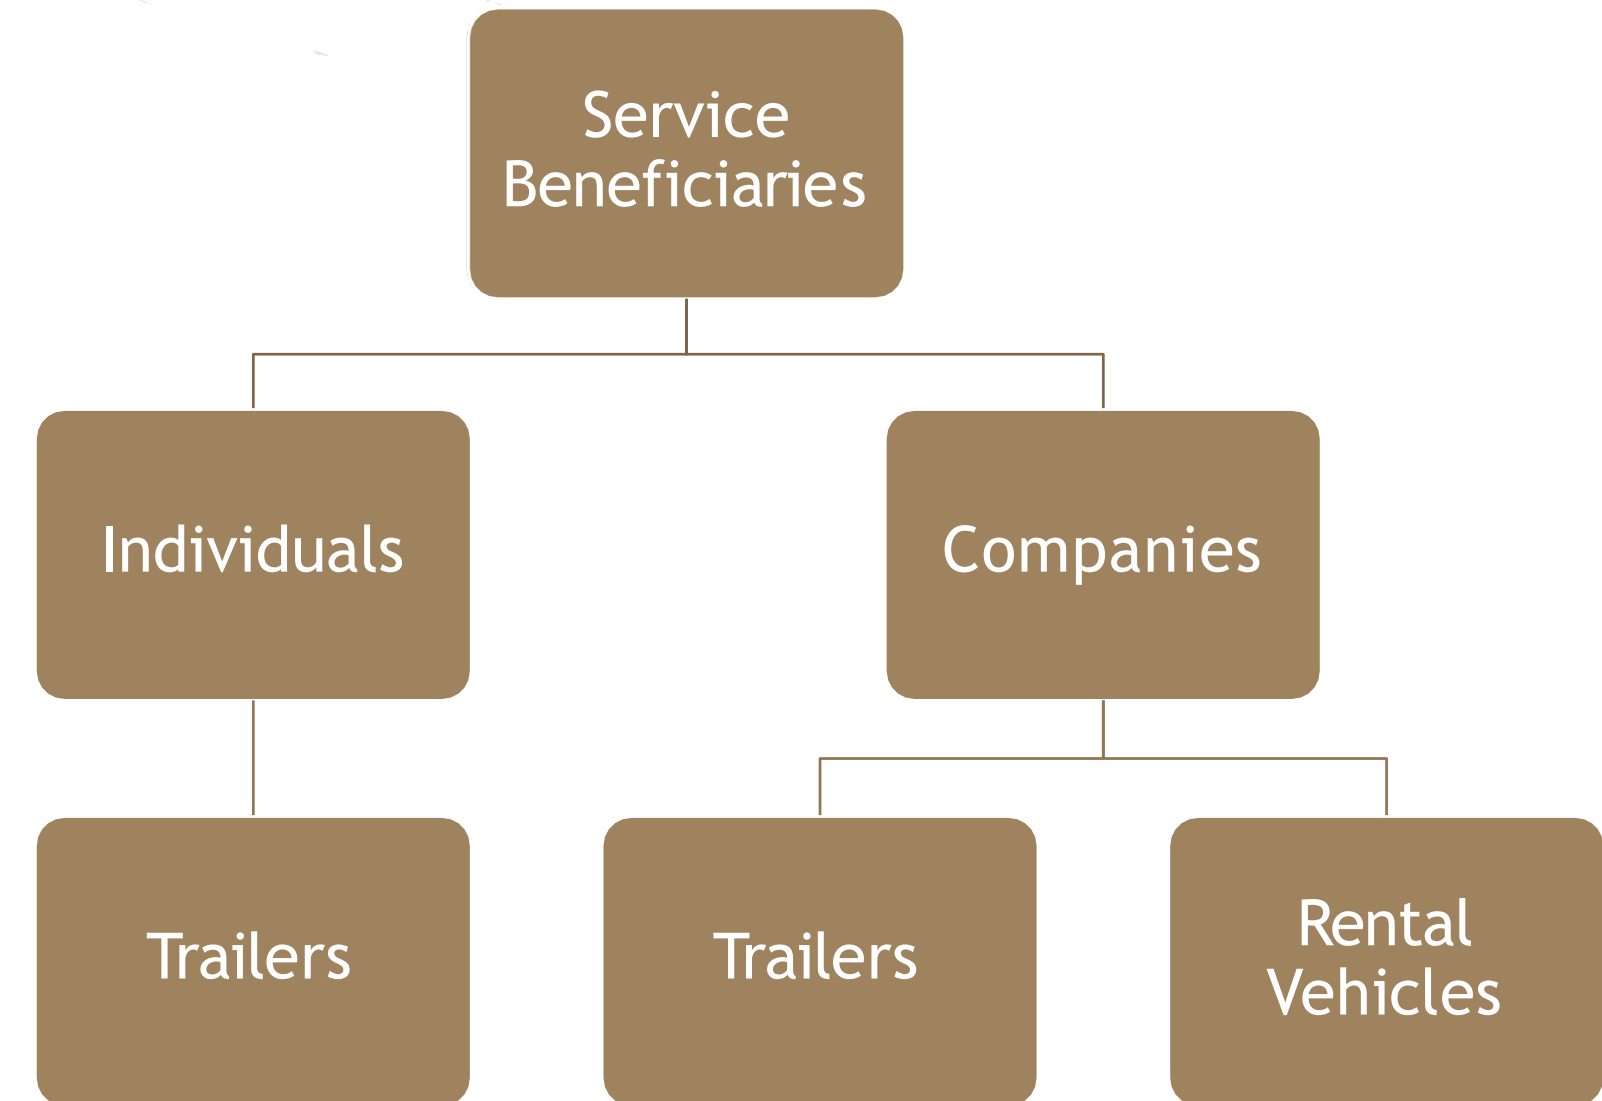 Service
Beneficiaries
Individuals
Companies
Trailers
Trailers
Rental
Vehicles